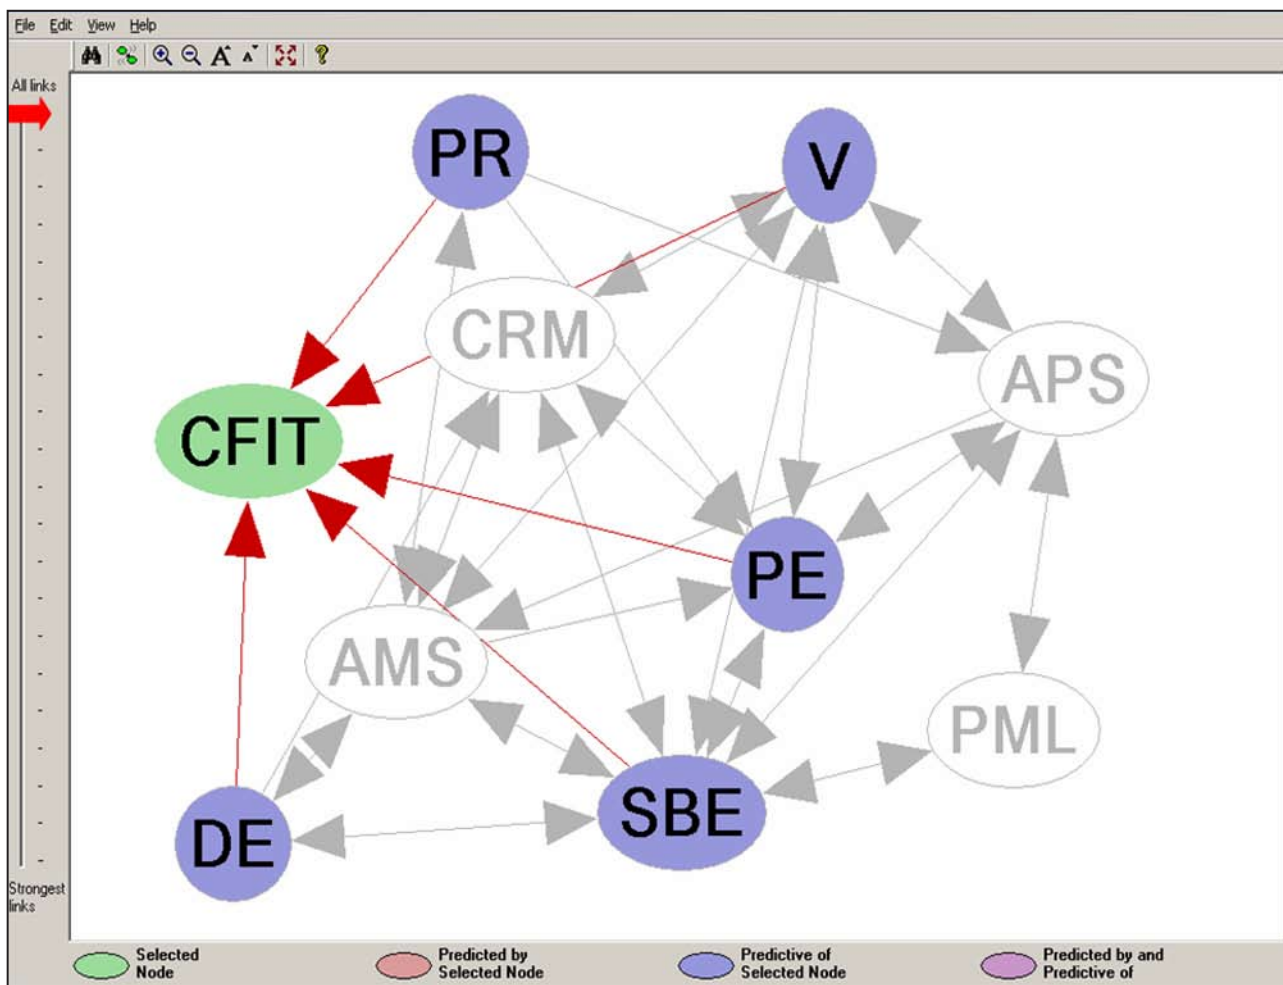 File Edit View Help
All links
PR
V
CRM
APS
CFIT
PE
AMS
PML
SBE
DE
Strongest
links
Selected
Node
Predicted by
Selected Node
Predictive of
Selected Node
Predicted by and
Predictive of